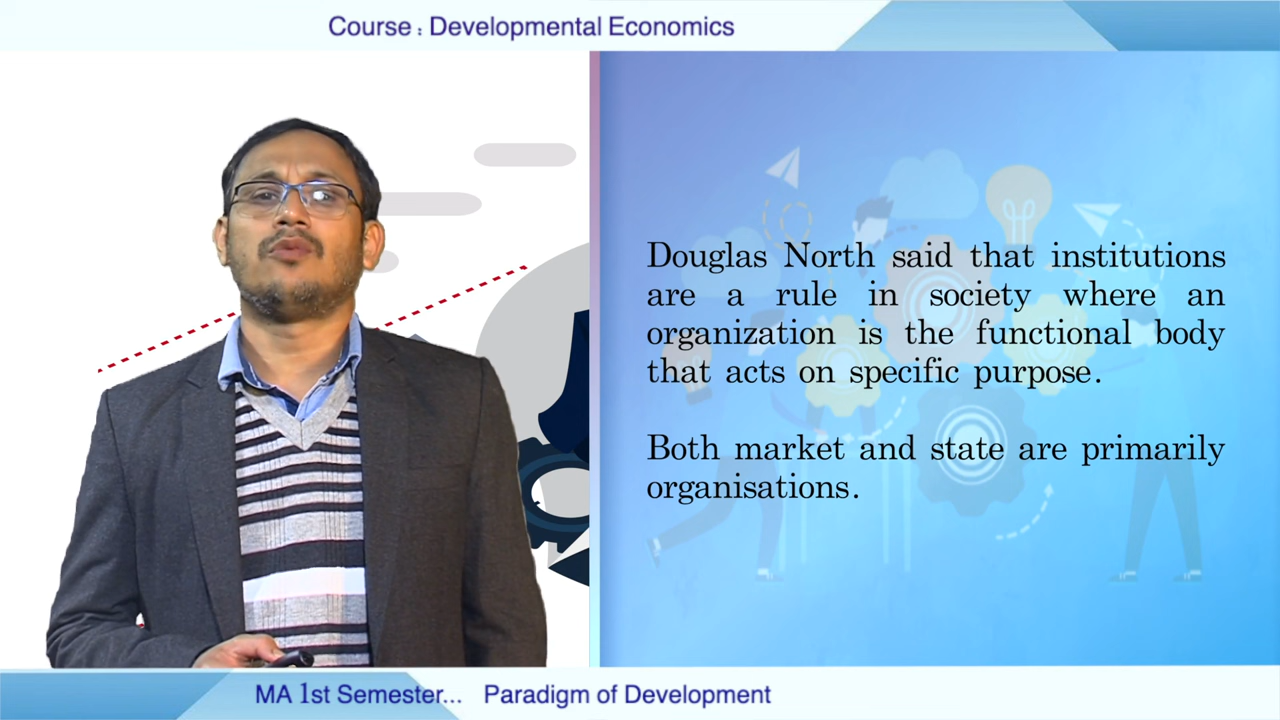 Course : Developmental Economics
Douglas North said that institutions
are a rule in society where an
organization is the functional body
that acts on specific purpose.
Both market and state are primarily
organisations.
MA 1st Semester... Paradigm of Development